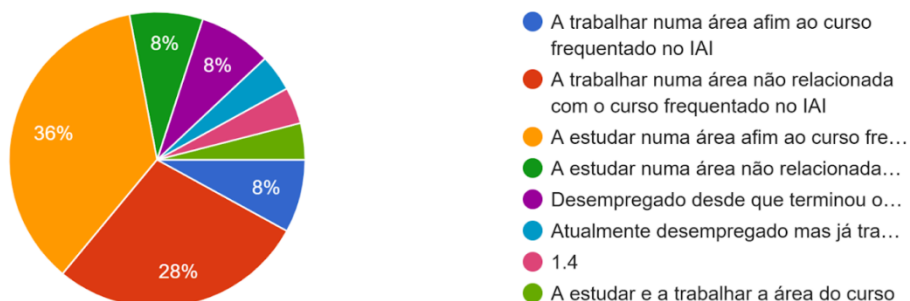 8%
8%
36%
8%
28%
A trabalhar numa área afim ao curso
frequentado no IAI
A trabalhar numa área não relacionada
com o curso frequentado no IAI
A estudar numa área afim ao curso fre…
A estudar numa área não relacionada…
Desempregado desde que terminou o…
Atualmente desempregado mas já tra…
1.4
A estudar e a trabalhar a área do curso